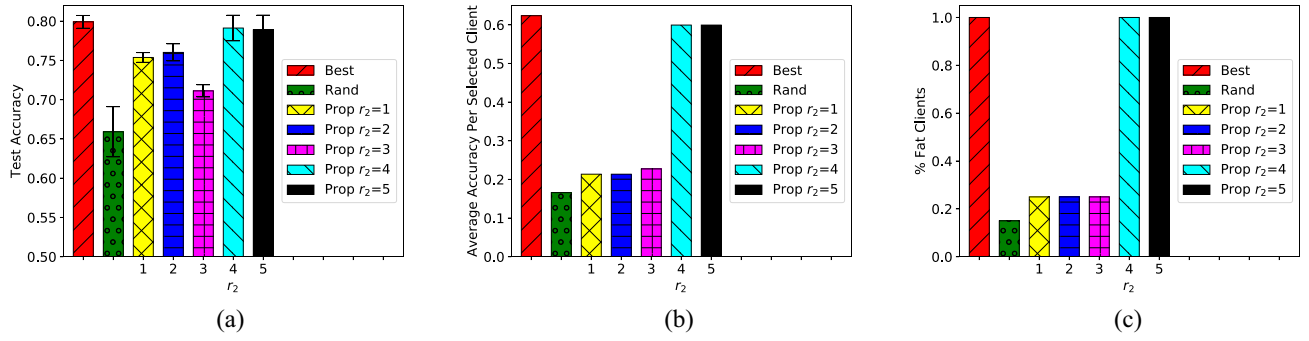 Test Accuracy
0.80
0.75
0.70
0.65
0.60
0.55
0.50
1 2 3 4 5
r₂
Best
Rand
Prop r₂=1
Prop r₂=2
Prop r₂=3
Prop r₂=4
Prop r₂=5
(a)
Average Accuracy Per Selected Client
0.6
0.5
0.4
0.3
0.2
0.1
0.0
1 2 3 4 5
r₂
Best
Rand
Prop r₂=1
Prop r₂=2
Prop r₂=3
Prop r₂=4
Prop r₂=5
(b)
% Fat Clients
1.0
0.8
0.6
0.4
0.2
0.0
1 2 3 4 5
r₂
Best
Rand
Prop r₂=1
Prop r₂=2
Prop r₂=3
Prop r₂=4
Prop r₂=5
(c)